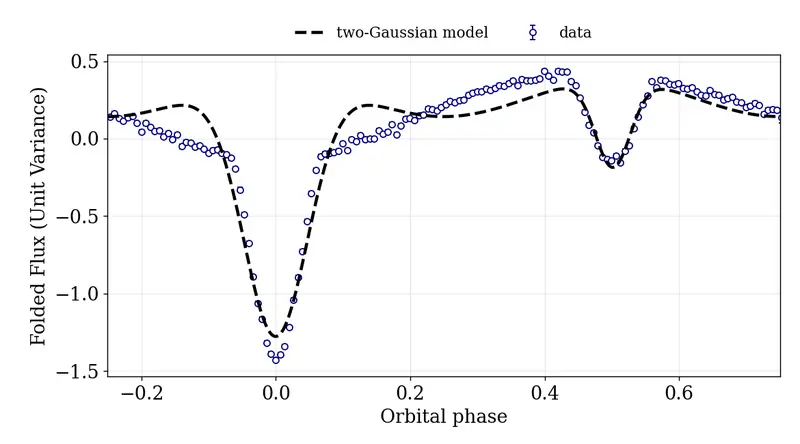 two-Gaussian model data
0.5
0.0
−0.5
−1.0
−1.5
Folded Flux (Unit Variance)
−0.2 0.0 0.2 0.4 0.6
Orbital phase